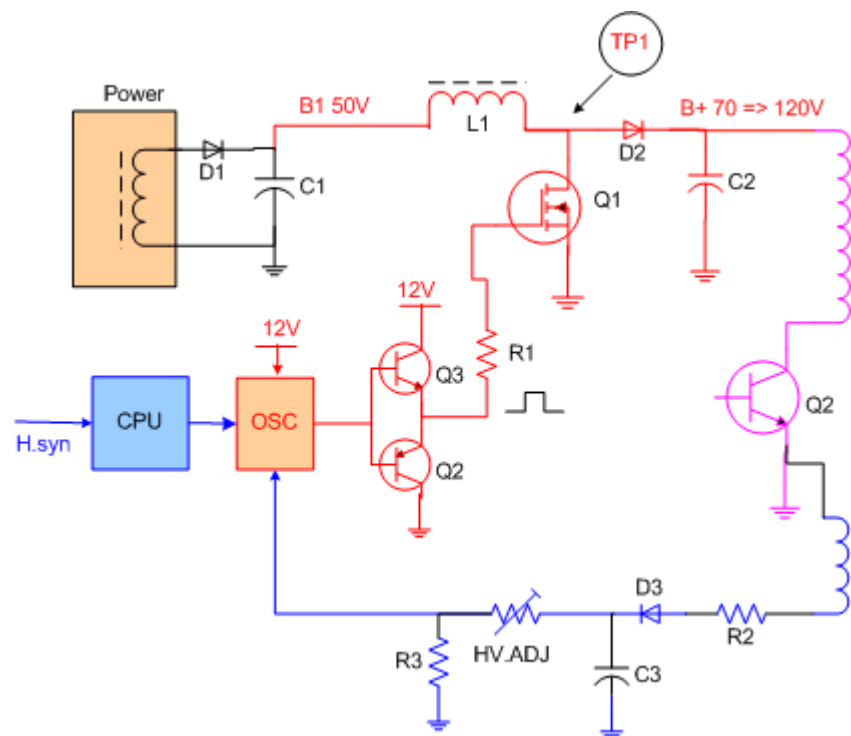 TP1
Power
B1 50V
L1
B+ 70 => 120V
D1
C1
D2
C2
Q1
12V
12V
R1
Q3
CPU
OSC
Q2
Q2
H.syn
D3
R2
R3
HV.ADJ
C3